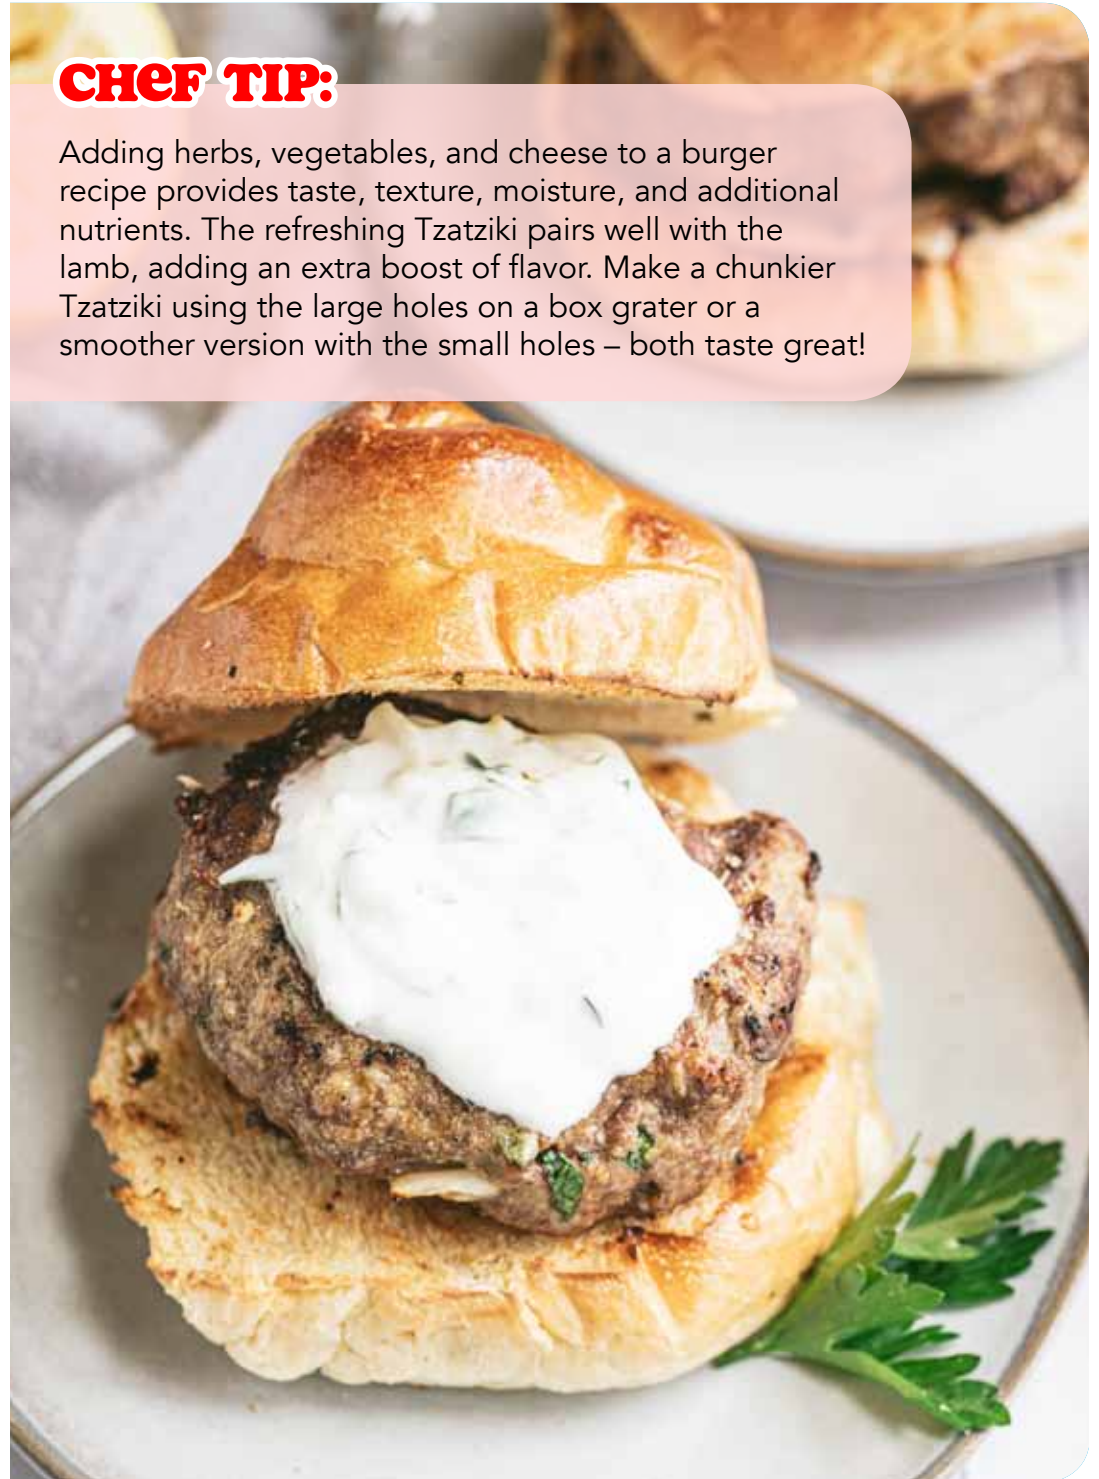 CHEF TIP:
Adding herbs, vegetables, and cheese to a burger
recipe provides taste, texture, moisture, and additional
nutrients. The refreshing Tzatziki pairs well with the
lamb, adding an extra boost of flavor. Make a chunkier
Tzatziki using the large holes on a box grater or a
smoother version with the small holes – both taste great!